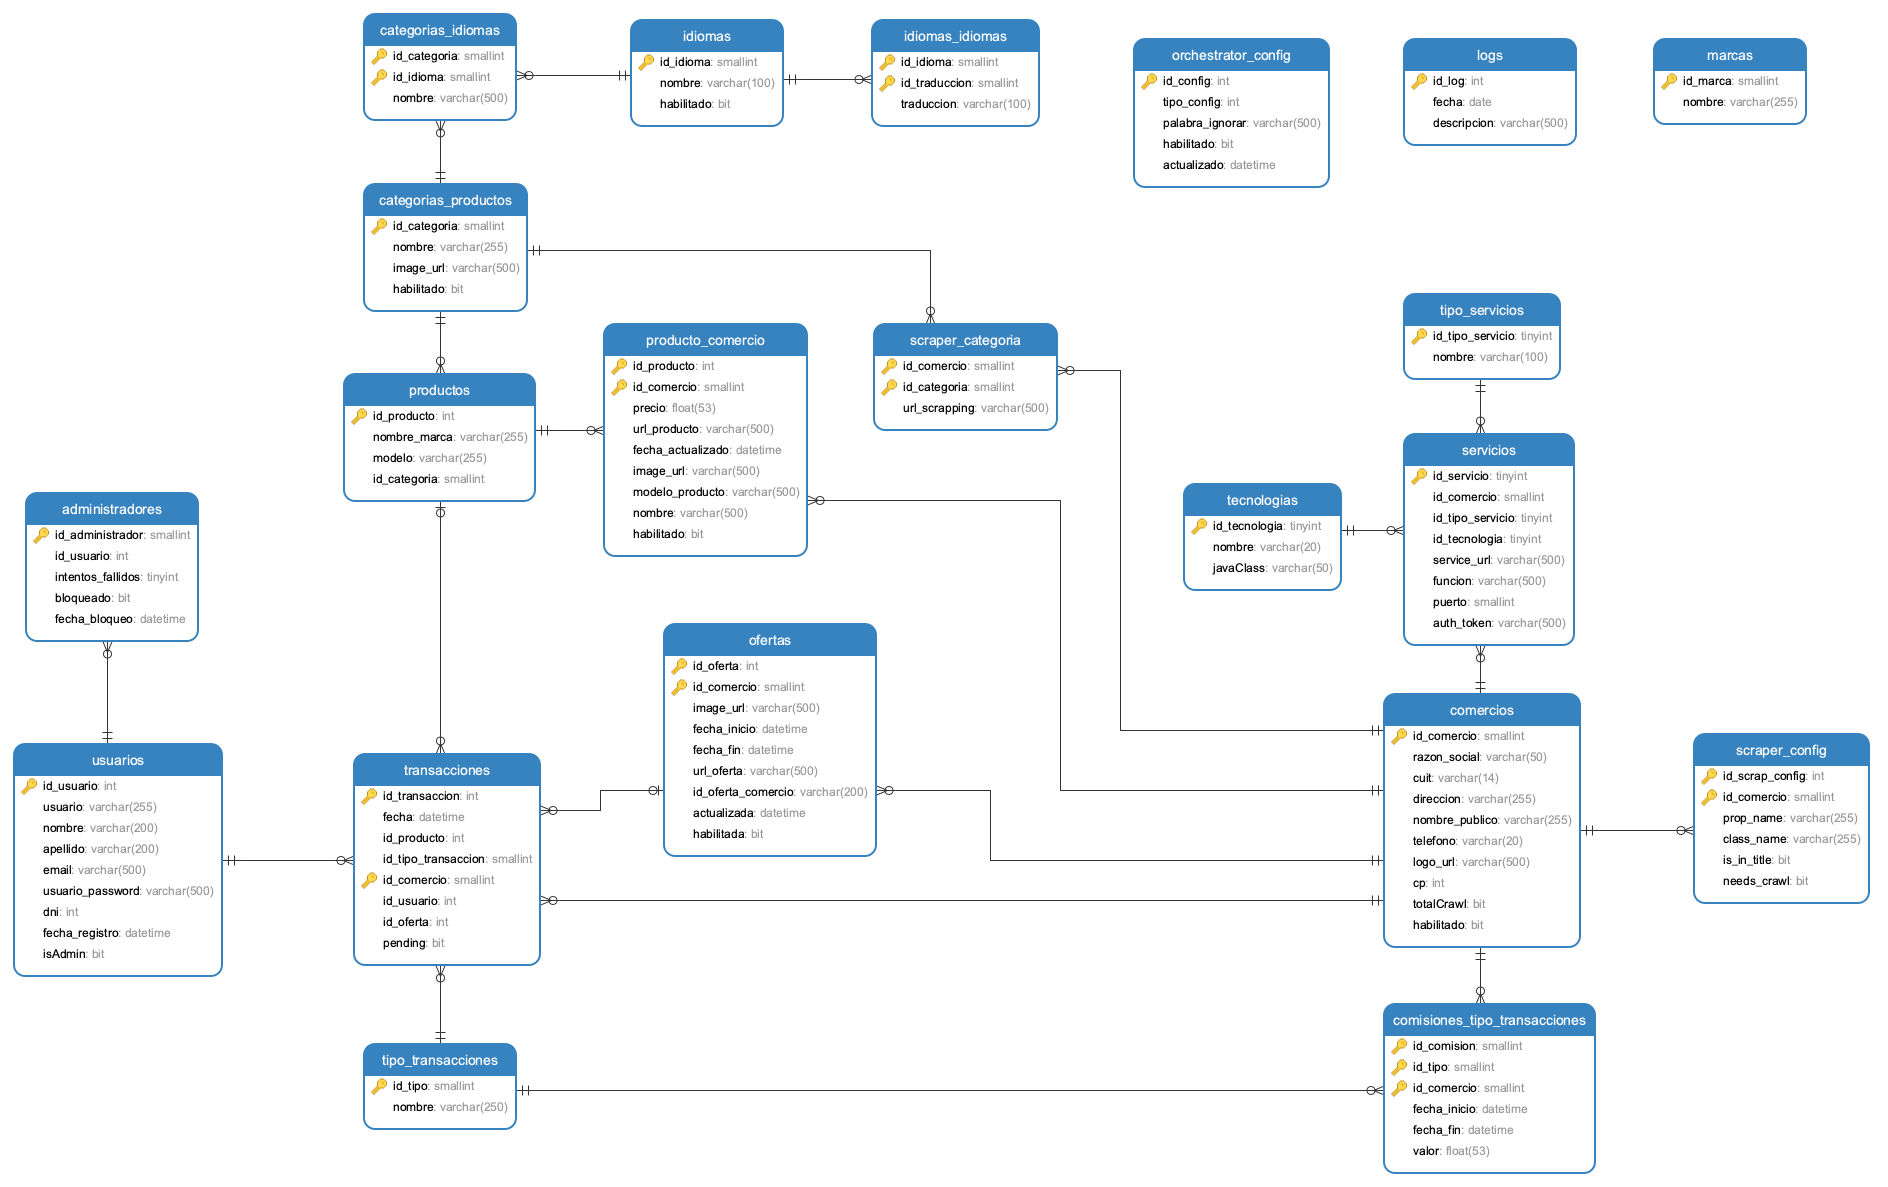 categorias_idiomas
id_categoria: smallint
id_idioma: smallint
nombre: varchar(500)
idiomas
id_idioma: smallint
nombre: varchar(100)
habilitado: bit
idiomas_idiomas
id_idioma: smallint
id_traduccion: smallint
traduccion: varchar(100)
orchestrator_config
id_config: int
tipo_config: int
palabra_ignorar: varchar(500)
habilitado: bit
actualizado: datetime
logs
id_log: int
fecha: date
descripcion: varchar(500)
marcas
id_marca: smallint
nombre: varchar(255)
categorias_productos
id_categoria: smallint
nombre: varchar(255)
image_url: varchar(500)
habilitado: bit
producto_comercio
id_producto: int
id_comercio: smallint
precio: float(53)
url_producto: varchar(500)
fecha_actualizado: datetime
image_url: varchar(500)
modelo_producto: varchar(500)
nombre: varchar(500)
habilitado: bit
scraper_categoria
id_comercio: smallint
id_categoria: smallint
url_scrapping: varchar(500)
tipo_servicios
id_tipo_servicio: tinyint
nombre: varchar(100)
productos
id_producto: int
nombre_marca: varchar(255)
modelo: varchar(255)
id_categoria: smallint
servicios
id_servicio: tinyint
id_comercio: smallint
id_tipo_servicio: tinyint
id_tecnologia: tinyint
service_url: varchar(500)
funcion: varchar(500)
puerto: smallint
auth_token: varchar(500)
tecnologias
id_tecnologia: tinyint
nombre: varchar(20)
javaClass: varchar(50)
administradores
id_administrador: smallint
id_usuario: int
intentos_fallidos: tinyint
bloqueado: bit
fecha_bloqueo: datetime
ofertas
id_oferta: int
id_comercio: smallint
image_url: varchar(500)
fecha_inicio: datetime
fecha_fin: datetime
url_oferta: varchar(500)
id_oferta_comercio: varchar(200)
actualizada: datetime
habilitada: bit
comercios
id_comercio: smallint
razon_social: varchar(50)
cuit: varchar(14)
direccion: varchar(255)
nombre_publico: varchar(255)
telefono: varchar(20)
logo_url: varchar(500)
cp: int
totalCrawl: bit
habilitado: bit
scraper_config
id_scrap_config: int
id_comercio: smallint
prop_name: varchar(255)
class_name: varchar(255)
is_in_title: bit
needs_crawl: bit
usuarios
id_usuario: int
usuario: varchar(255)
nombre: varchar(200)
apellido: varchar(200)
email: varchar(500)
usuario_password: varchar(500)
dni: int
fecha_registro: datetime
isAdmin: bit
transacciones
id_transaccion: int
fecha: datetime
id_producto: int
id_tipo_transaccion: smallint
id_comercio: smallint
id_usuario: int
id_oferta: int
pending: bit
tipo_transacciones
id_tipo: smallint
nombre: varchar(250)
comisiones_tipo_transacciones
id_comision: smallint
id_tipo: smallint
id_comercio: smallint
fecha_inicio: datetime
fecha_fin: datetime
valor: float(53)